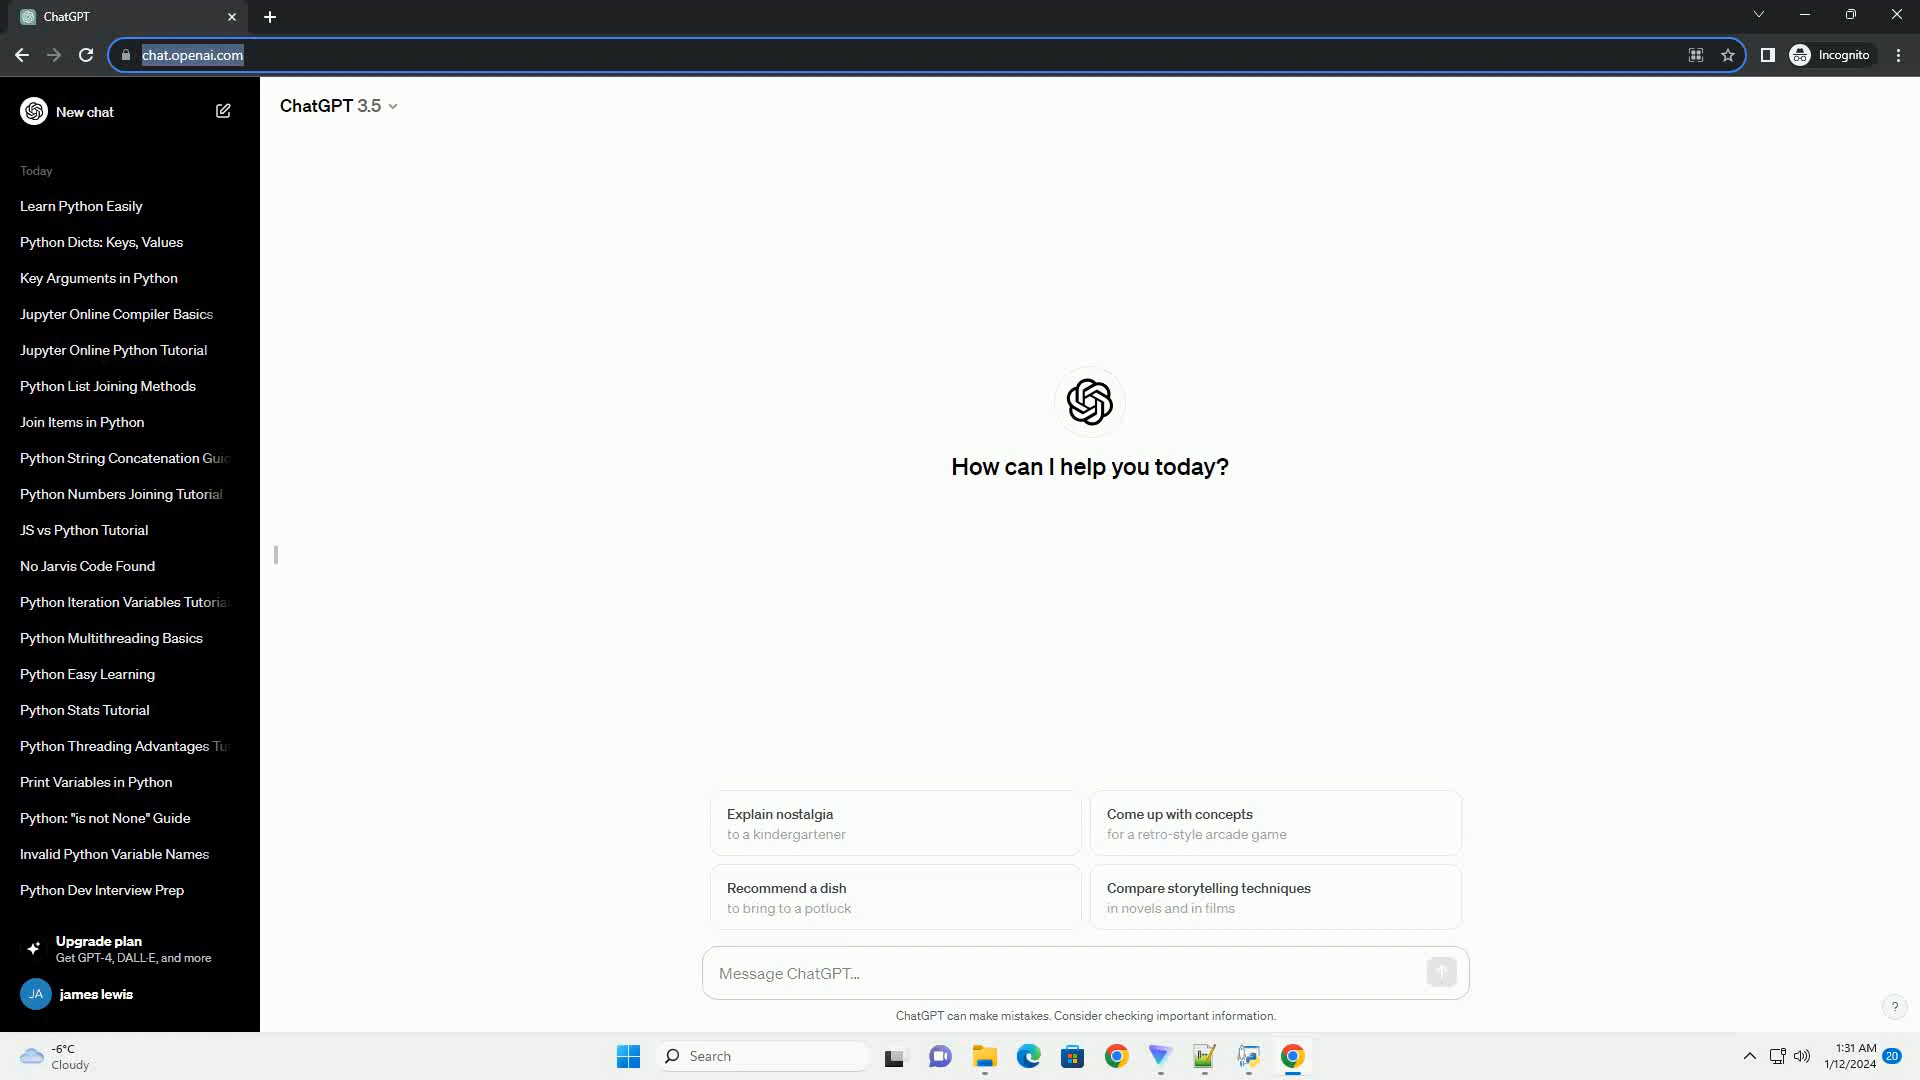 ChatGPT
chat.openai.com
Incognito
New chat
ChatGPT 3.5
Today
Learn Python Easily
Python Dicts: Keys, Values
Key Arguments in Python
Jupyter Online Compiler Basics
Jupyter Online Python Tutorial
Python List Joining Methods
Join Items in Python
Python String Concatenation Gui
Python Numbers Joining Tutorial
JS vs Python Tutorial
No Jarvis Code Found
Python Iteration Variables Tutoria
Python Multithreading Basics
Python Easy Learning
Python Stats Tutorial
Python Threading Advantages Tu
Print Variables in Python
Python: "is not None" Guide
Invalid Python Variable Names
Python Dev Interview Prep
Upgrade plan
Get GPT-4, DALL·E, and more
JA james lewis
How can I help you today?
Explain nostalgia
to a kindergartener
Come up with concepts
for a retro-style arcade game
Recommend a dish
to bring to a potluck
Compare storytelling techniques
in novels and in films
Message ChatGPT...
ChatGPT can make mistakes. Consider checking important information.
?
-6°C
Cloudy
Search
1:31 AM
1/12/2024
20